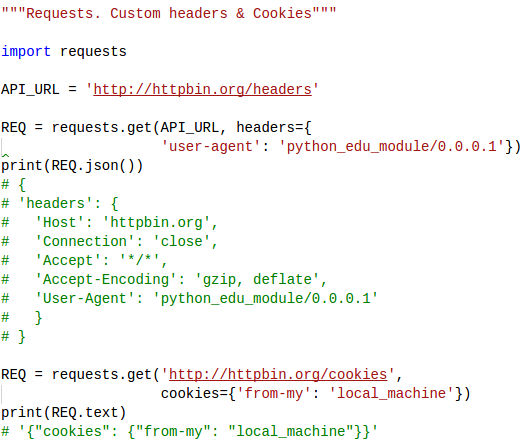 """Requests. Custom headers & Cookies"""
import requests
API_URL = 'http://httpbin.org/headers'
REQ = requests.get(API_URL, headers={
                   'user-agent': 'python_edu_module/0.0.0.1'})
print(REQ.json())
# {
# 'headers': {
#   'Host': 'httpbin.org',
#   'Connection': 'close',
#   'Accept': '*/*',
#   'Accept-Encoding': 'gzip, deflate',
#   'User-Agent': 'python_edu_module/0.0.0.1'
#   }
# }
REQ = requests.get('http://httpbin.org/cookies',
                   cookies={'from-my': 'local_machine'})
print(REQ.text)
# '{"cookies": {"from-my": "local_machine"}}'